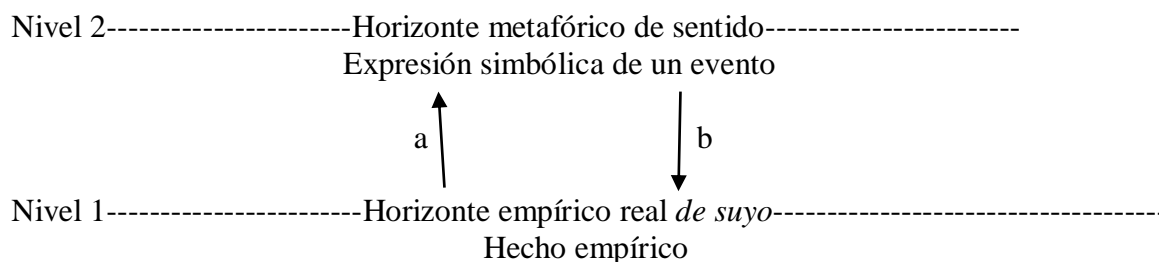 Nivel 2-----------------------Horizonte metafórico de sentido------------------------
Expresión simbólica de un evento
a b
Nivel 1------------------------Horizonte empírico real de suyo-------------------------------------
Hecho empírico